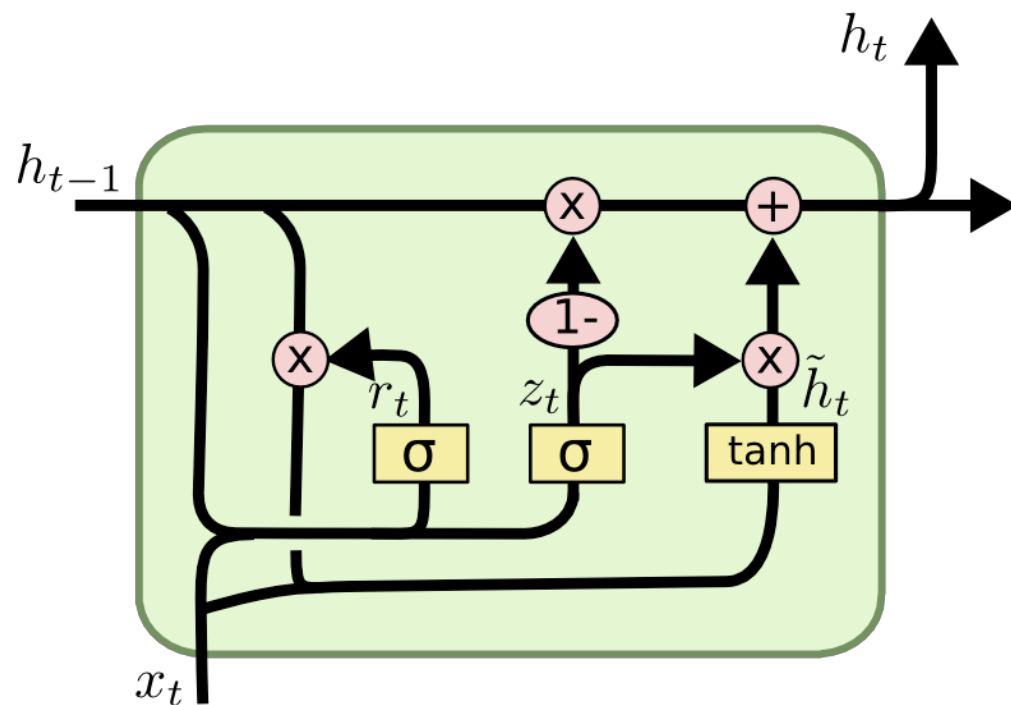 h_t
h_{t-1}
x
+
1-
x
x
r_t
z_t
h̃_t
σ
σ
tanh
x_t